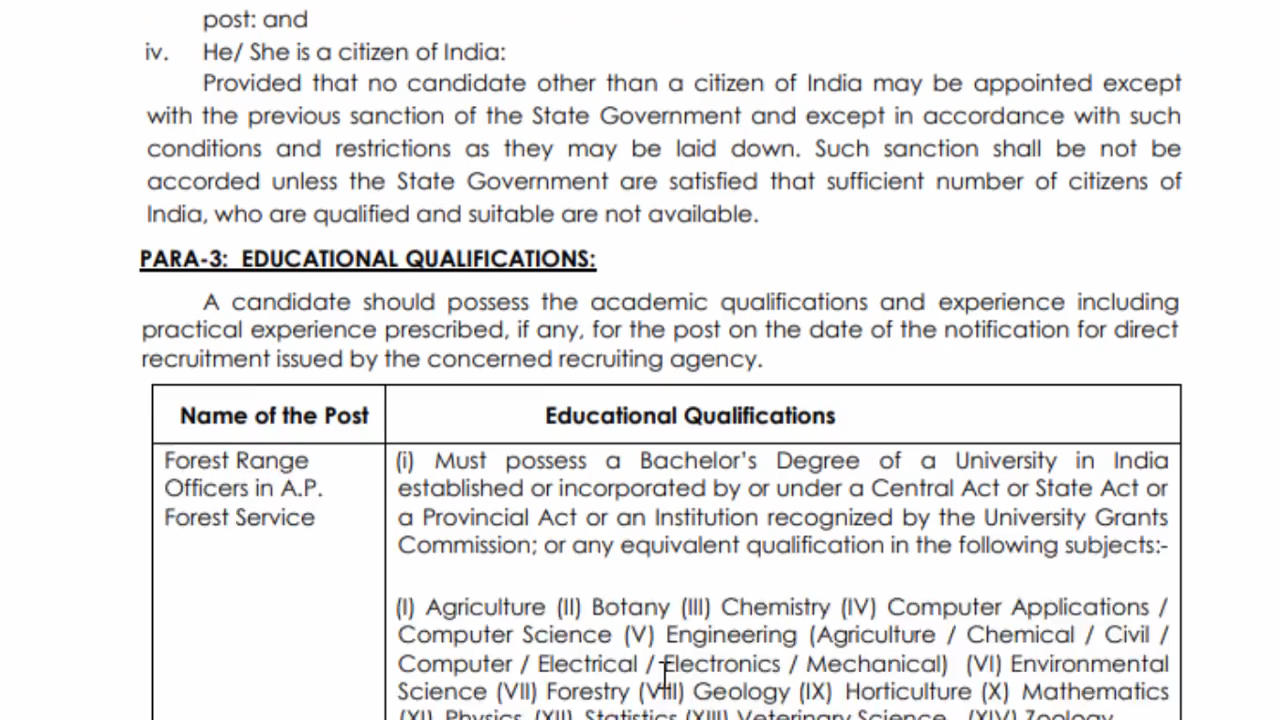 post: and
iv. He/ She is a citizen of India:
Provided that no candidate other than a citizen of India may be appointed except
with the previous sanction of the State Government and except in accordance with such
conditions and restrictions as they may be laid down. Such sanction shall be not be
accorded unless the State Government are satisfied that sufficient number of citizens of
India, who are qualified and suitable are not available.
PARA-3: EDUCATIONAL QUALIFICATIONS:
A candidate should possess the academic qualifications and experience including
practical experience prescribed, if any, for the post on the date of the notification for direct
recruitment issued by the concerned recruiting agency.
Name of the Post
Educational Qualifications
Forest Range
Officers in A.P.
Forest Service
(i) Must possess a Bachelor's Degree of a University in India
established or incorporated by or under a Central Act or State Act or
a Provincial Act or an Institution recognized by the University Grants
Commission; or any equivalent qualification in the following subjects:-
(I) Agriculture (II) Botany (III) Chemistry (IV) Computer Applications /
Computer Science (V) Engineering (Agriculture / Chemical / Civil /
Computer / Electrical / Electronics / Mechanical) (VI) Environmental
Science (VII) Forestry (VIII) Geology (IX) Horticulture (X) Mathematics
(XI) Physics (XII) Statistics (XIII) Veterinary Science (XIV) Zoology